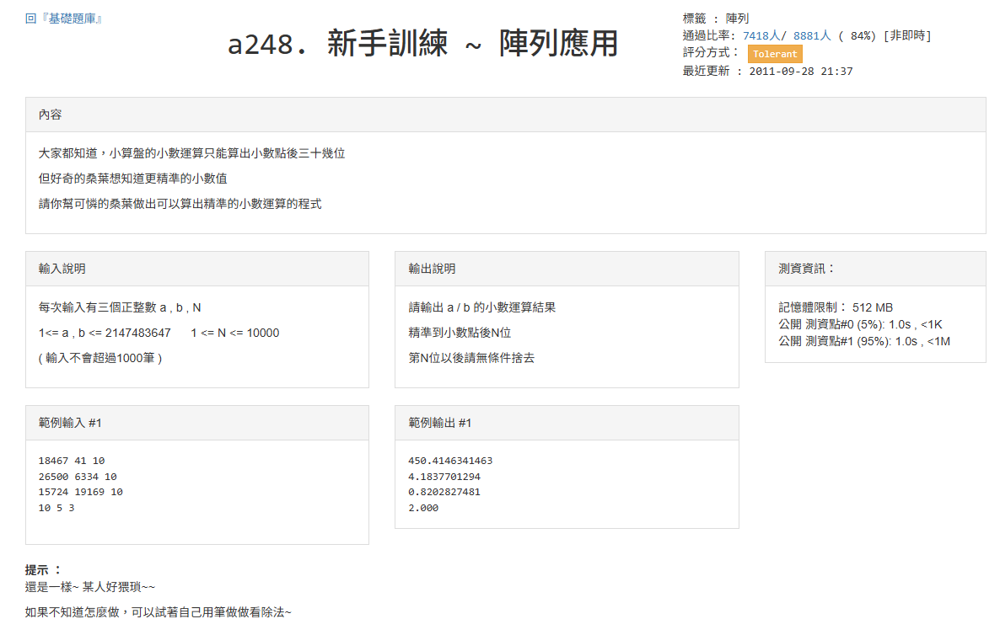 回『基礎題庫』
a248. 新手訓練 ~ 陣列應用
標籤 : 陣列
通過比率: 7418人/ 8881人 ( 84%) [非即時]
評分方式： Tolerant
最近更新 : 2011-09-28 21:37
內容
大家都知道，小算盤的小數運算只能算出小數點後三十幾位
但好奇的桑葉想知道更精準的小數值
請你幫可憐的桑葉做出可以算出精準的小數運算的程式
輸入說明
每次輸入有三個正整數 a , b , N
1<= a , b <= 2147483647 1 <= N <= 10000
( 輸入不會超過1000筆 )
輸出說明
請輸出 a / b 的小數運算結果
精準到小數點後N位
第N位以後請無條件捨去
測資資訊：
記憶體限制： 512 MB
公開 測資點#0 (5%): 1.0s , <1K
公開 測資點#1 (95%): 1.0s , <1M
範例輸入 #1
18467 41 10
26500 6334 10
15724 19169 10
10 5 3
範例輸出 #1
450.4146341463
4.1837701294
0.8202827481
2.000
提示 ：
還是一樣~ 某人好猥瑣~~
如果不知道怎麼做，可以試著自己用筆做做看除法~